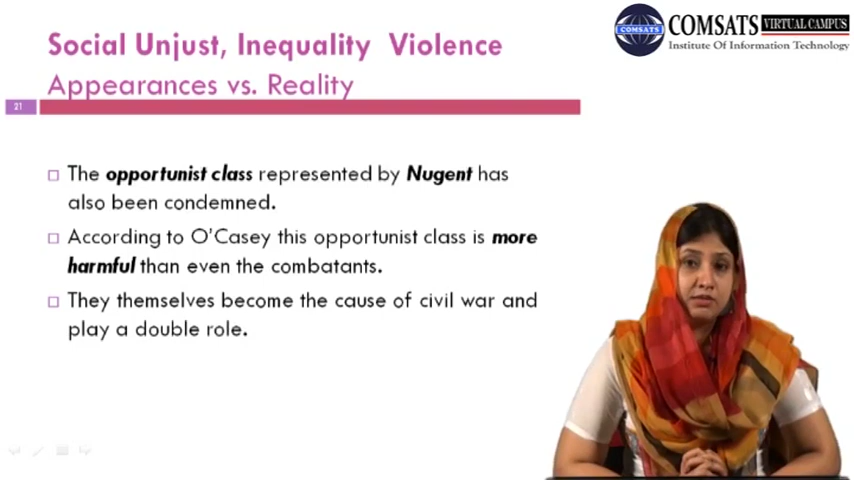 Social Unjust, Inequality Violence
Appearances vs. Reality
COMSATS VIRTUAL CAMPUS
Institute Of Information Technology
COMSATS
21
The opportunist class represented by Nugent has
also been condemned.
According to O'Casey this opportunist class is more
harmful than even the combatants.
They themselves become the cause of civil war and
play a double role.